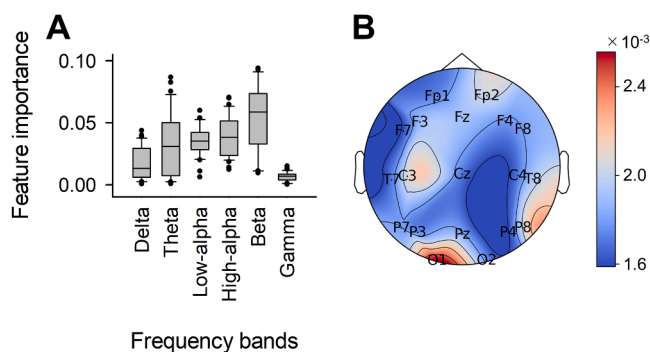 A
Feature importance
0.10
0.05
0.00
Delta
Theta
Low-alpha
High-alpha
Beta
Gamma
Frequency bands
B
Fp1 Fp2
F7 F3 Fz F4 F8
T7 C3 Cz C4 T8
P7 P3 Pz P4 P8
O1 O2
× 10⁻³
2.4
2.0
1.6